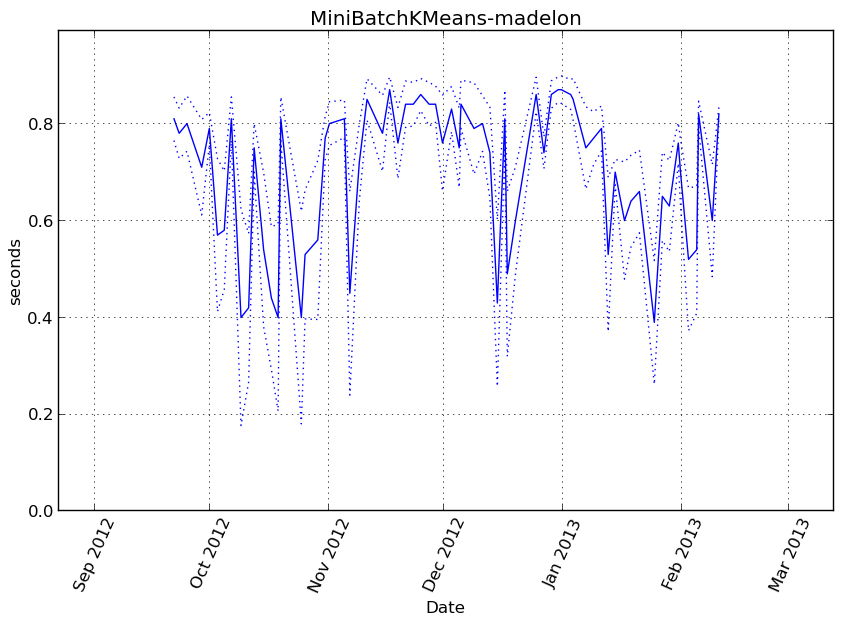 MiniBatchKMeans-madelon
seconds
0.8
0.6
0.4
0.2
0.0
Sep 2012
Oct 2012
Nov 2012
Dec 2012
Jan 2013
Feb 2013
Mar 2013
Date